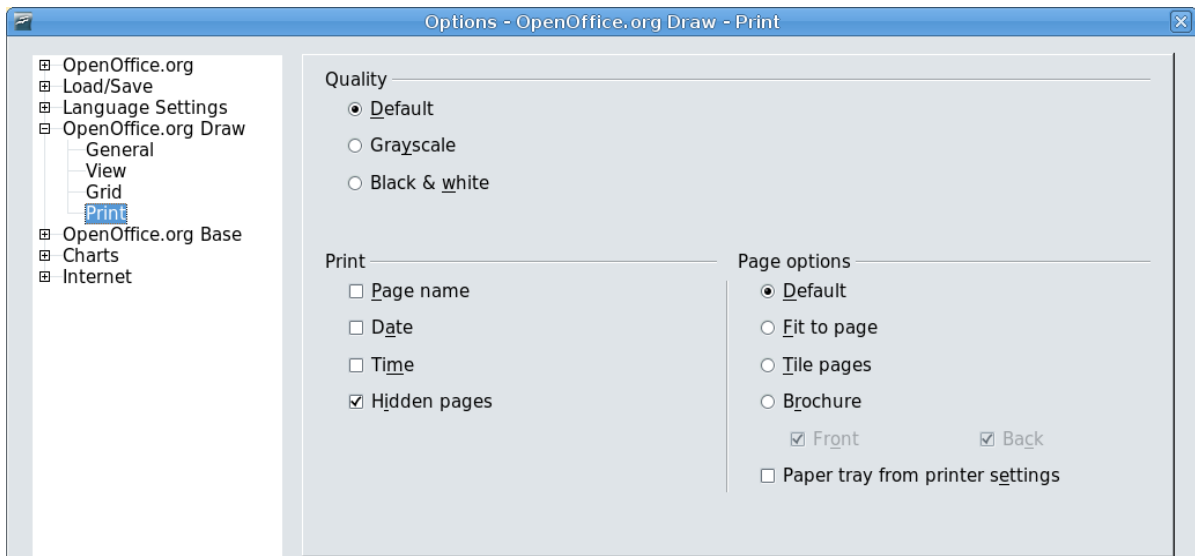 Options - OpenOffice.org Draw - Print
OpenOffice.org
Load/Save
Language Settings
OpenOffice.org Draw
General
View
Grid
Print
OpenOffice.org Base
Charts
Internet
Quality
Default
Grayscale
Black & white
Print
Page name
Date
Time
Hidden pages
Page options
Default
Fit to page
Tile pages
Brochure
Front Back
Paper tray from printer settings